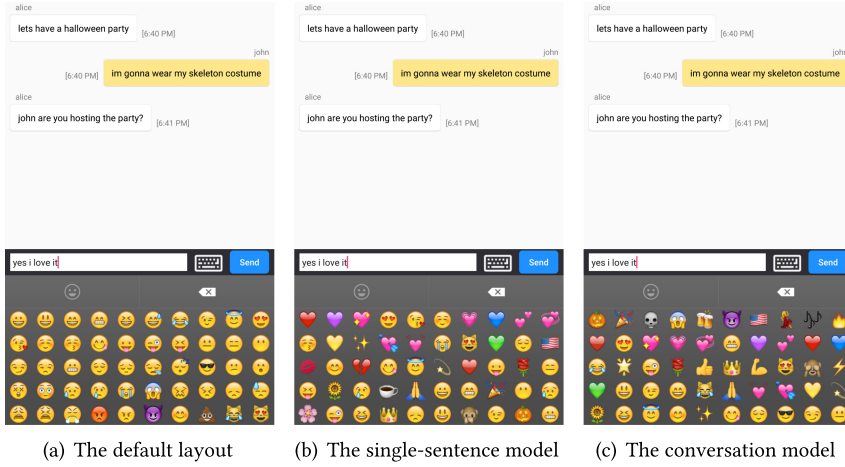 alice
lets have a halloween party [6:40 PM]
john
[6:40 PM] im gonna wear my skeleton costume
alice
john are you hosting the party? [6:41 PM]
yes i love it Send
(a) The default layout
alice
lets have a halloween party [6:40 PM]
john
[6:40 PM] im gonna wear my skeleton costume
alice
john are you hosting the party? [6:41 PM]
yes i love it Send
(b) The single-sentence model
alice
lets have a halloween party [6:40 PM]
john
[6:40 PM] im gonna wear my skeleton costume
alice
john are you hosting the party? [6:41 PM]
yes i love it Send
(c) The conversation model